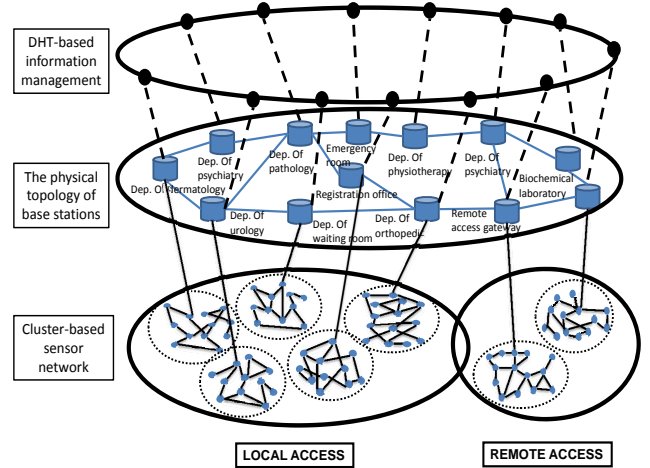 DHT-based
information
management
The physical
topology of
base stations
Dep. Of
psychiatry
Dep. Of
pathology
Emergency
room
Dep. Of
physiotherapy
Dep. Of
psychiatry
Biochemical
laboratory
Dep. Of dermatology
Registration office
Dep. Of
urology
Dep. Of
waiting room
Dep. Of
orthopedic
Remote
access gateway
Cluster-based
sensor
network
LOCAL ACCESS
REMOTE ACCESS